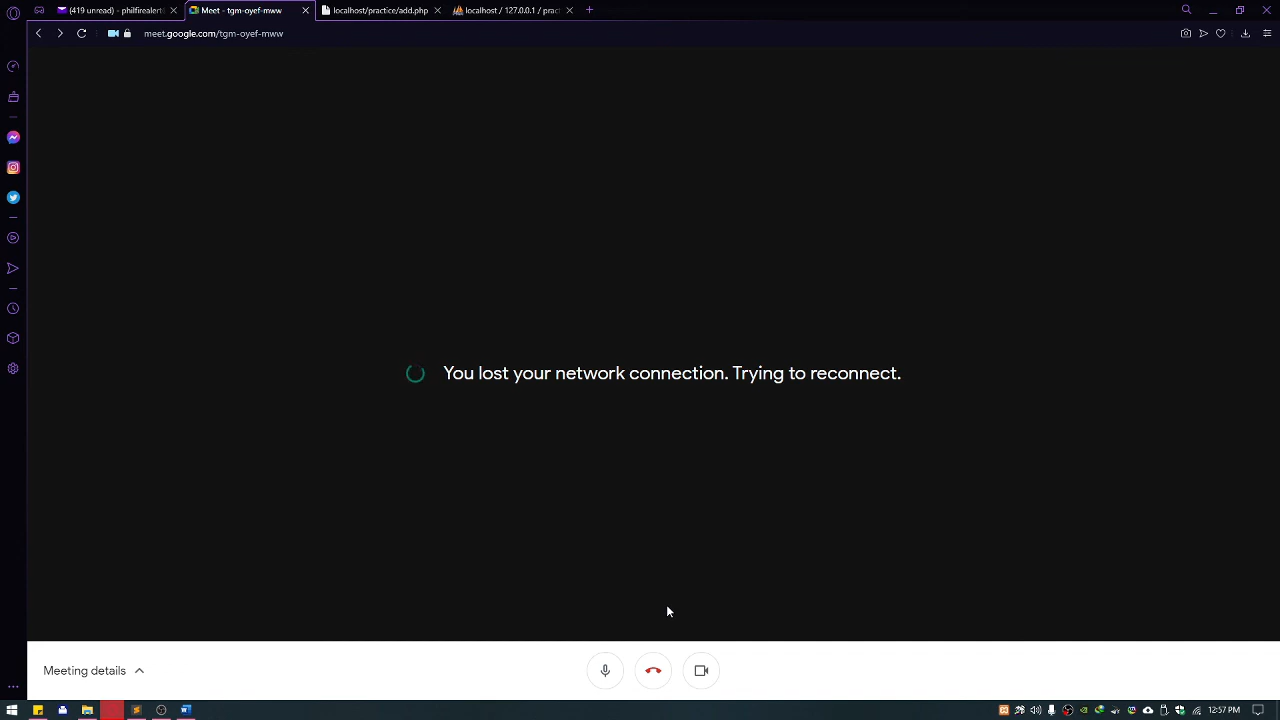 (419 unread) - philfirealert
Meet - tgm-oyef-mww
localhost/practice/add.php
localhost / 127.0.0.1 / prac
meet.google.com/tgm-oyef-mww
You lost your network connection. Trying to reconnect.
Meeting details
12:57 PM